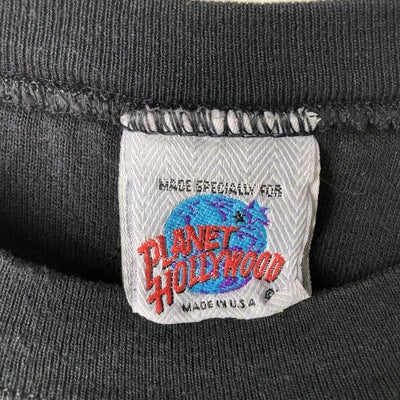 MADE SPECIALLY FOR
PLANET
HOLLYWOOD
®
MADE IN U.S.A